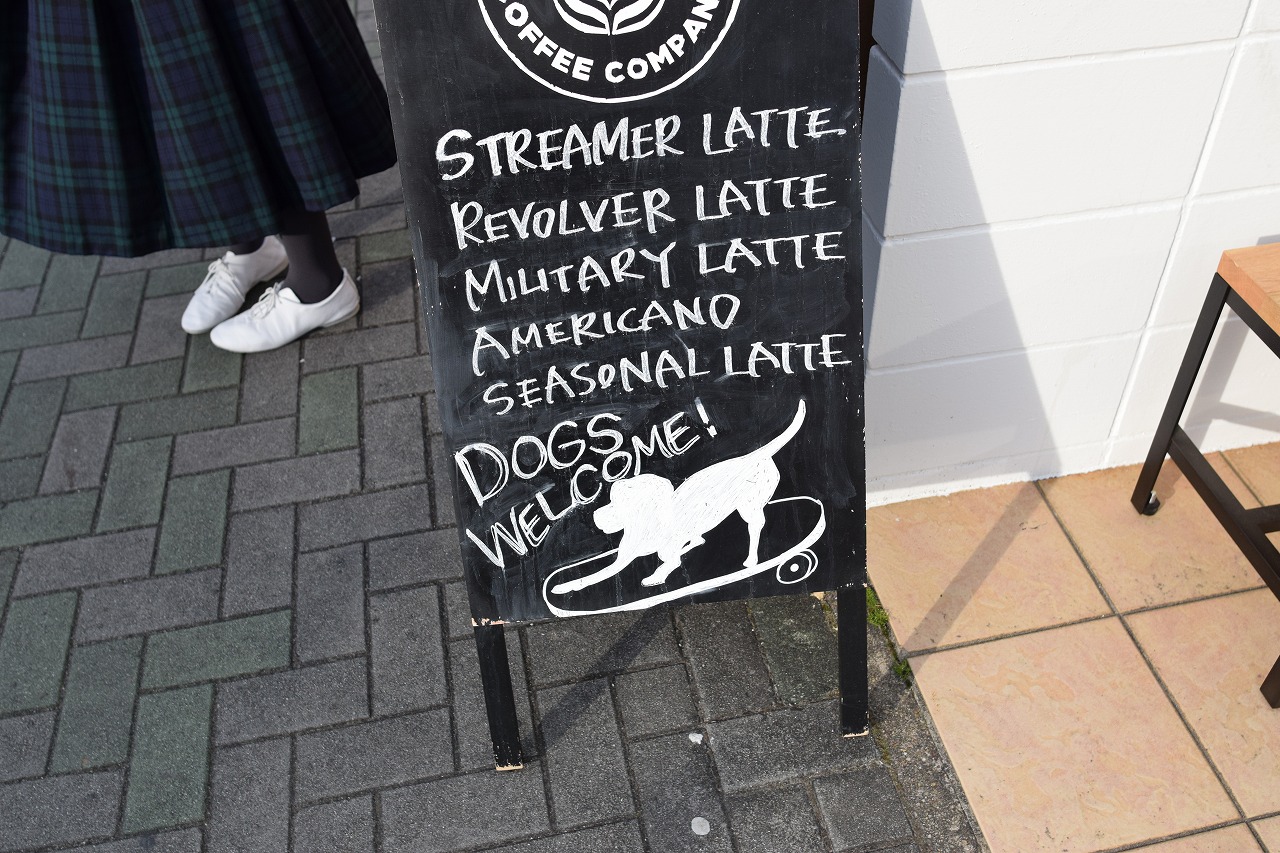 COFFEE COMPANY
STREAMER LATTE
REVOLVER LATTE
MILITARY LATTE
AMERICANO
SEASONAL LATTE
DOGS
WELCOME!